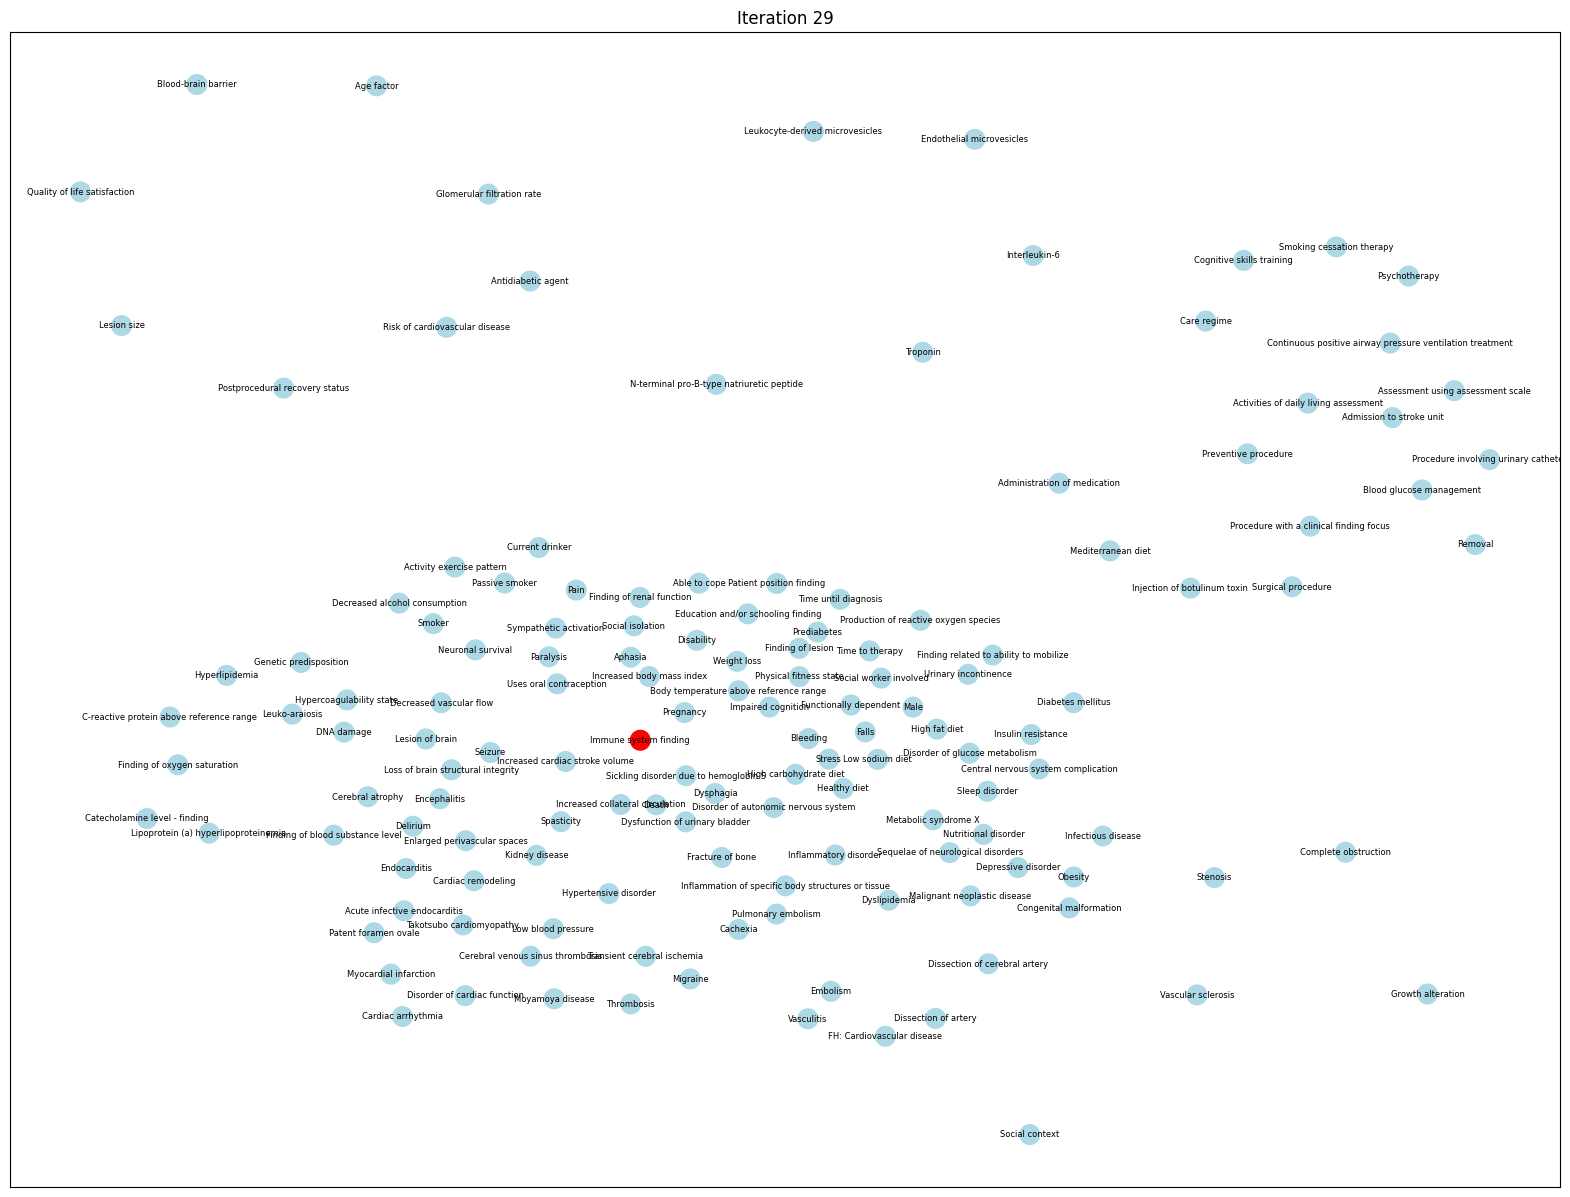 Iteration 29
Blood-brain barrier
Age factor
Leukocyte-derived microvesicles
Endothelial microvesicles
Quality of life satisfaction
Glomerular filtration rate
Smoking cessation therapy
Interleukin-6
Cognitive skills training
Psychotherapy
Antidiabetic agent
Care regime
Lesion size
Risk of cardiovascular disease
Continuous positive airway pressure ventilation treatment
Troponin
Postprocedural recovery status
N-terminal pro-B-type natriuretic peptide
Assessment using assessment scale
Activities of daily living assessment
Admission to stroke unit
Preventive procedure
Procedure involving urinary cathete
Administration of medication
Blood glucose management
Procedure with a clinical finding focus
Removal
Current drinker
Mediterranean diet
Activity exercise pattern
Passive smoker
Able to cope
Patient position finding
Pain
Injection of botulinum toxin
Surgical procedure
Finding of renal function
Time until diagnosis
Decreased alcohol consumption
Education and/or schooling finding
Smoker
Production of reactive oxygen species
Sympathetic activation
Social isolation
Prediabetes
Disability
Neuronal survival
Finding of lesion
Time to therapy
Paralysis
Aphasia
Finding related to ability to mobilize
Genetic predisposition
Weight loss
Hyperlipidemia
Increased body mass index
Physical fitness state
Social worker involved
Urinary incontinence
Uses oral contraception
Body temperature above reference range
Hypercoagulability state
Decreased vascular flow
Diabetes mellitus
Functionally dependent
Impaired cognition
Male
C-reactive protein above reference range
Leuko-araiosis
Pregnancy
DNA damage
High fat diet
Falls
Insulin resistance
Lesion of brain
Immune system finding
Bleeding
Seizure
Disorder of glucose metabolism
Increased cardiac stroke volume
Stress
Low sodium diet
Finding of oxygen saturation
Loss of brain structural integrity
Central nervous system complication
Sickling disorder due to hemoglobin S
High carbohydrate diet
Healthy diet
Sleep disorder
Dysphagia
Cerebral atrophy
Encephalitis
Increased collateral circulation
Death
Disorder of autonomic nervous system
Catecholamine level - finding
Spasticity
Dysfunction of urinary bladder
Metabolic syndrome X
Delirium
Lipoprotein (a) hyperlipoproteinemia
Finding of blood substance level
Nutritional disorder
Infectious disease
Enlarged perivascular spaces
Kidney disease
Fracture of bone
Inflammatory disorder
Sequelae of neurological disorders
Complete obstruction
Endocarditis
Depressive disorder
Obesity
Stenosis
Cardiac remodeling
Inflammation of specific body structures or tissue
Hypertensive disorder
Malignant neoplastic disease
Dyslipidemia
Congenital malformation
Acute infective endocarditis
Pulmonary embolism
Takotsubo cardiomyopathy
Low blood pressure
Cachexia
Patent foramen ovale
Cerebral venous sinus thrombosis
Transient cerebral ischemia
Dissection of cerebral artery
Myocardial infarction
Migraine
Embolism
Disorder of cardiac function
Vascular sclerosis
Growth alteration
Moyamoya disease
Thrombosis
Cardiac arrhythmia
Vasculitis
Dissection of artery
FH: Cardiovascular disease
Social context